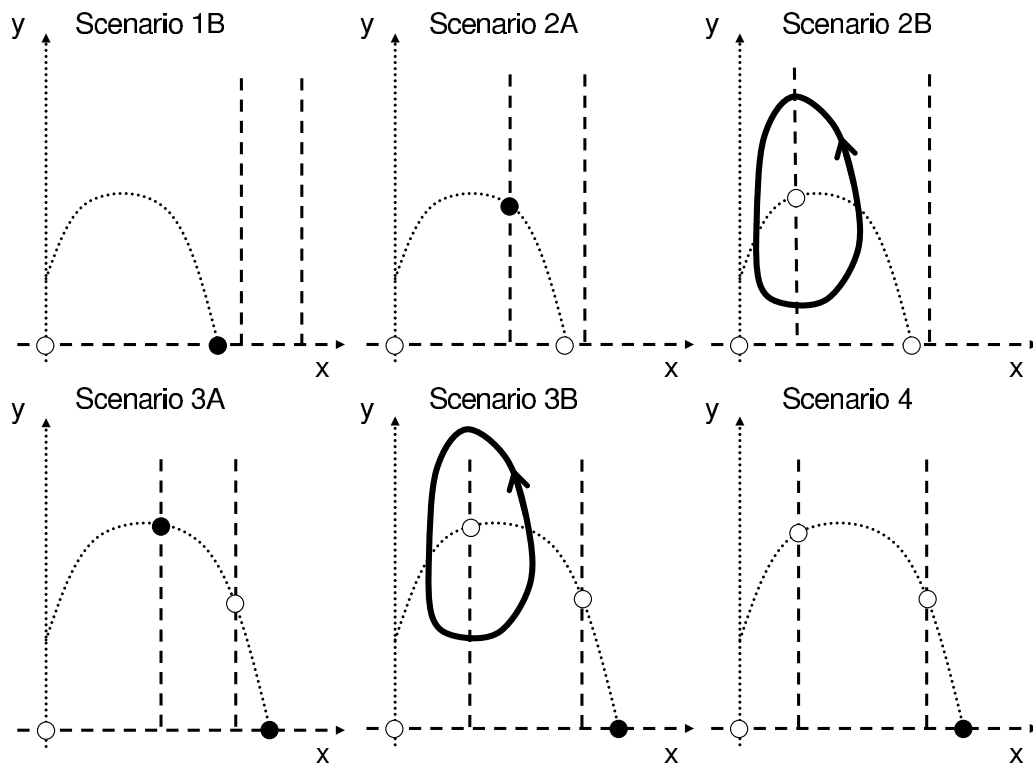 y Scenario 1B
x
y Scenario 2A
x
y Scenario 2B
x
y Scenario 3A
x
y Scenario 3B
x
y Scenario 4
x